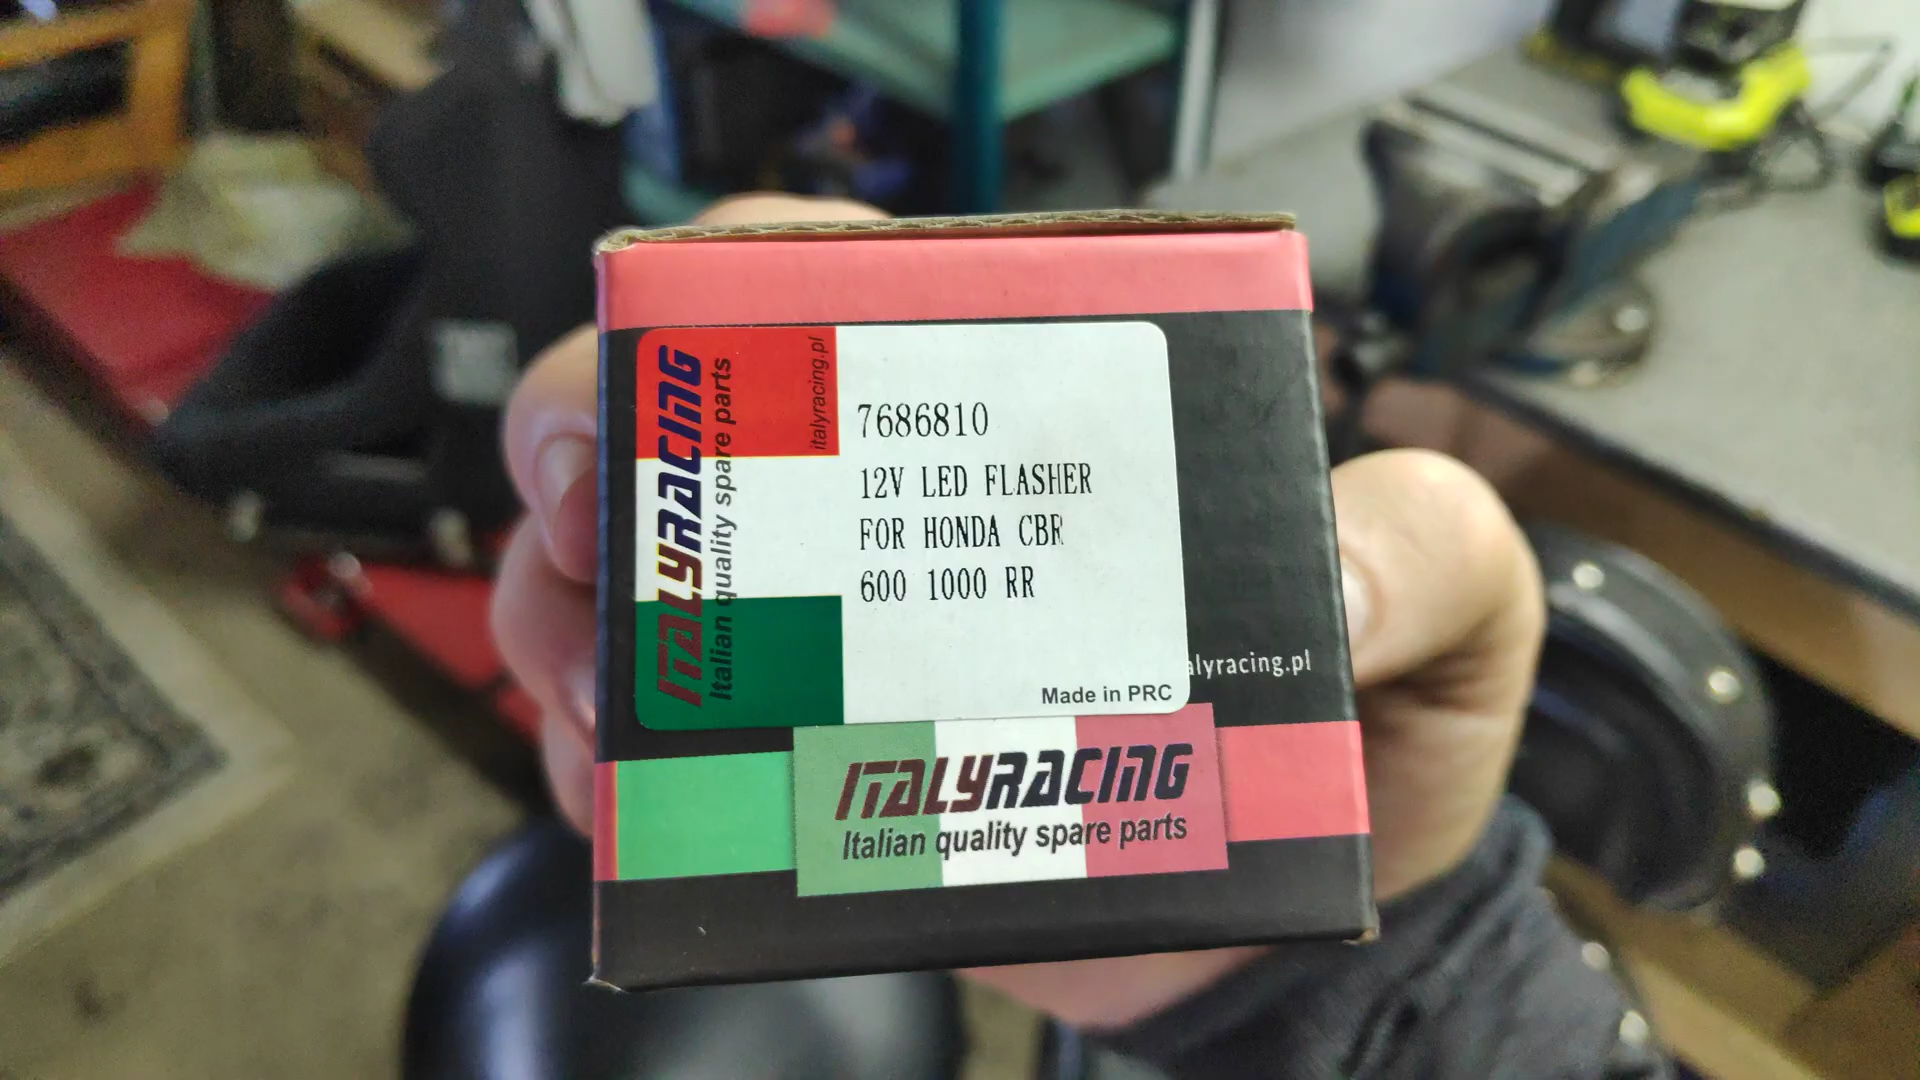 ITALYRACING
Italian quality spare parts
italyracing.pl
7686810
12V LED FLASHER
FOR HONDA CBR
600 1000 RR
Made in PRC
alyracing.pl
ITALYRACING
Italian quality spare parts